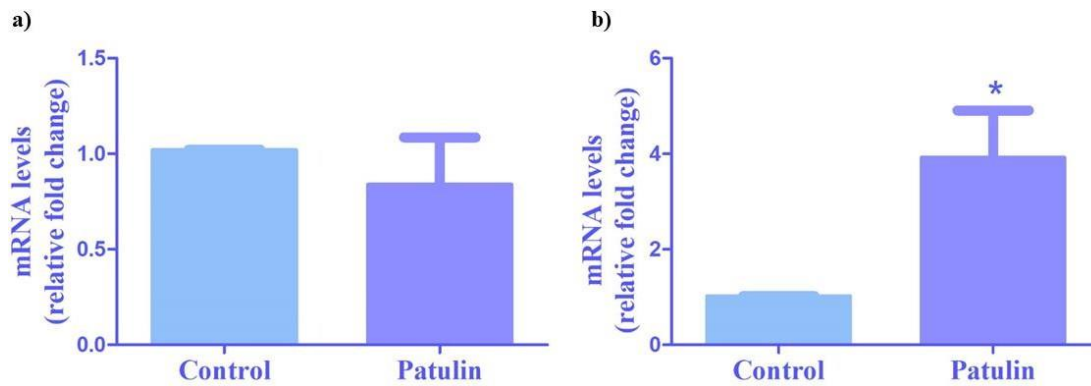 a)
mRNA levels
(relative fold change)
1.5
1.0
0.5
0.0
Control
Patulin
b)
mRNA levels
(relative fold change)
6
4
2
0
*
Control
Patulin